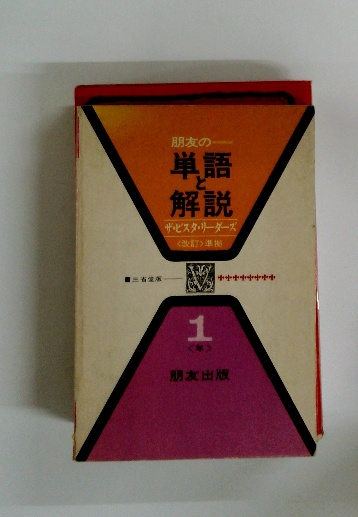 朋友の
単語
と
解説
ザ・ビスタ・リーダーズ
〈改訂〉準拠
■三省堂版
V
1
〈年〉
朋友出版